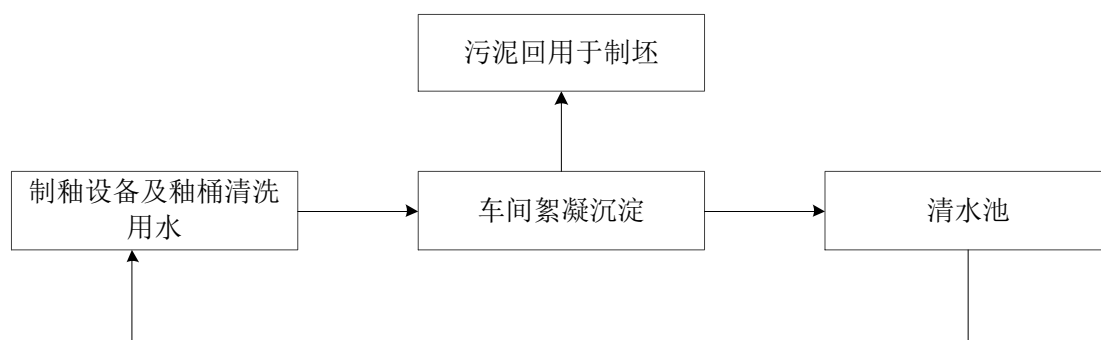 污泥回用于制坯
制釉设备及釉桶清洗
用水
车间絮凝沉淀
清水池